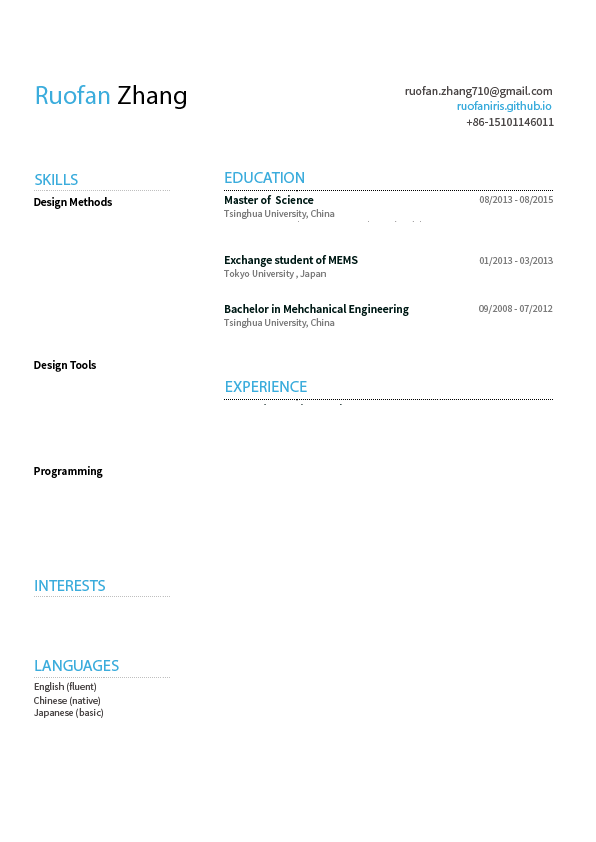 Ruofan Zhang
ruofan.zhang710@gmail.com
ruofaniris.github.io
+86-15101146011
SKILLS
Design Methods
Design Tools
Programming
INTERESTS
LANGUAGES
English (fluent)
Chinese (native)
Japanese (basic)
EDUCATION
Master of Science 08/2013 - 08/2015
Tsinghua University, China
Exchange student of MEMS 01/2013 - 03/2013
Tokyo University , Japan
Bachelor in Mehchanical Engineering 09/2008 - 07/2012
Tsinghua University, China
EXPERIENCE